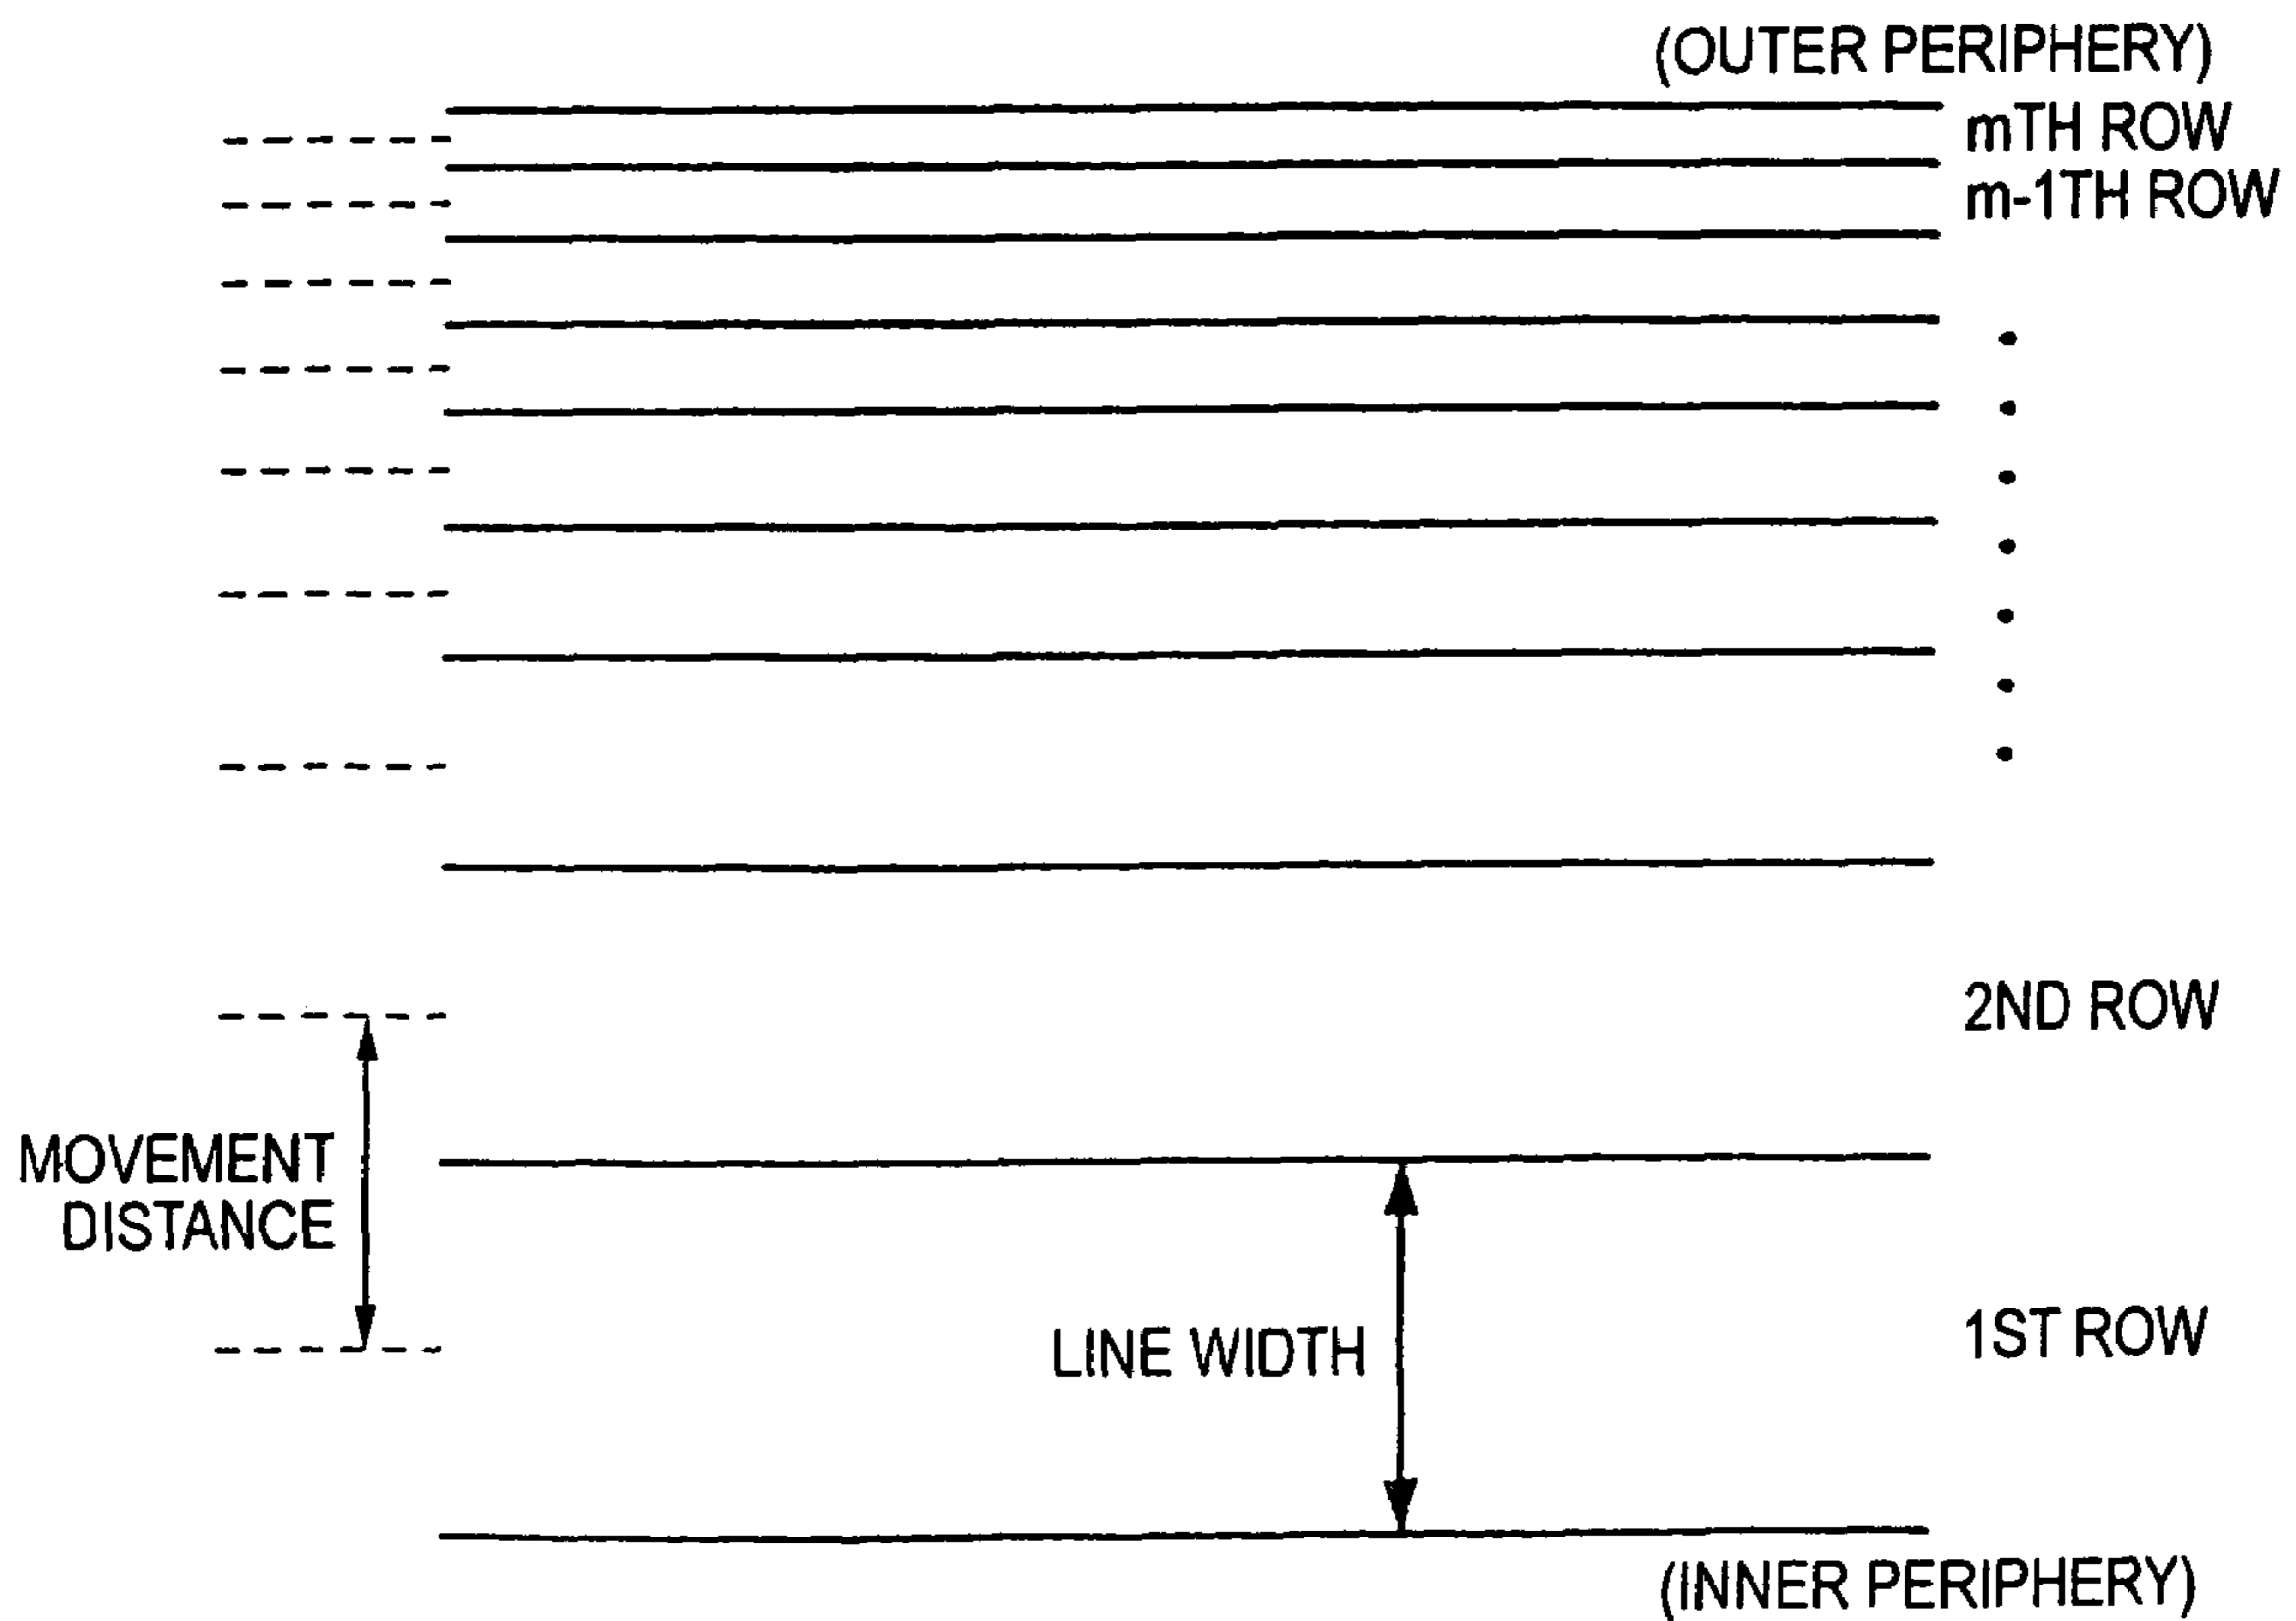 (OUTER PERIPHERY)
mTH ROW
m-1TH ROW
2ND ROW
MOVEMENT
DISTANCE
1ST ROW
LINE WIDTH
(INNER PERIPHERY)